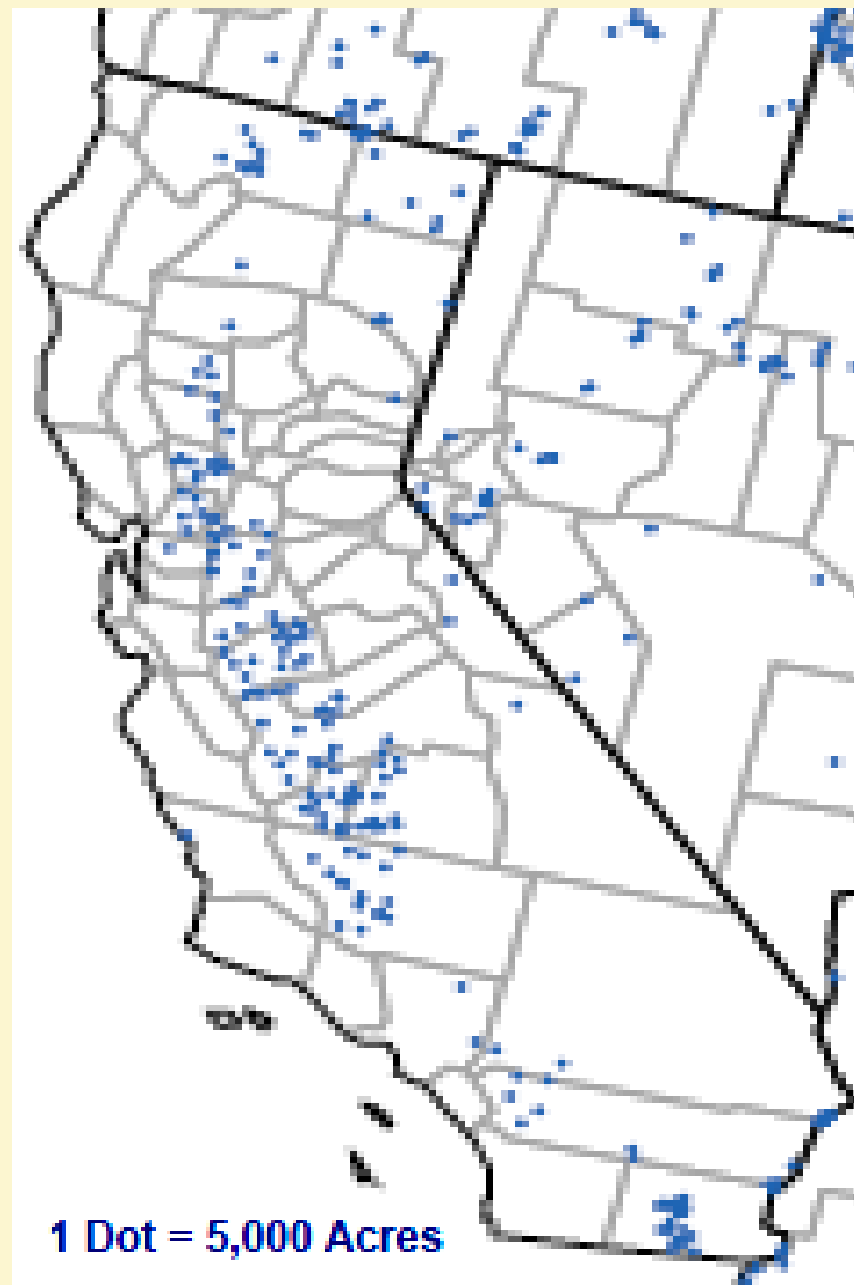 1 Dot = 5,000 Acres